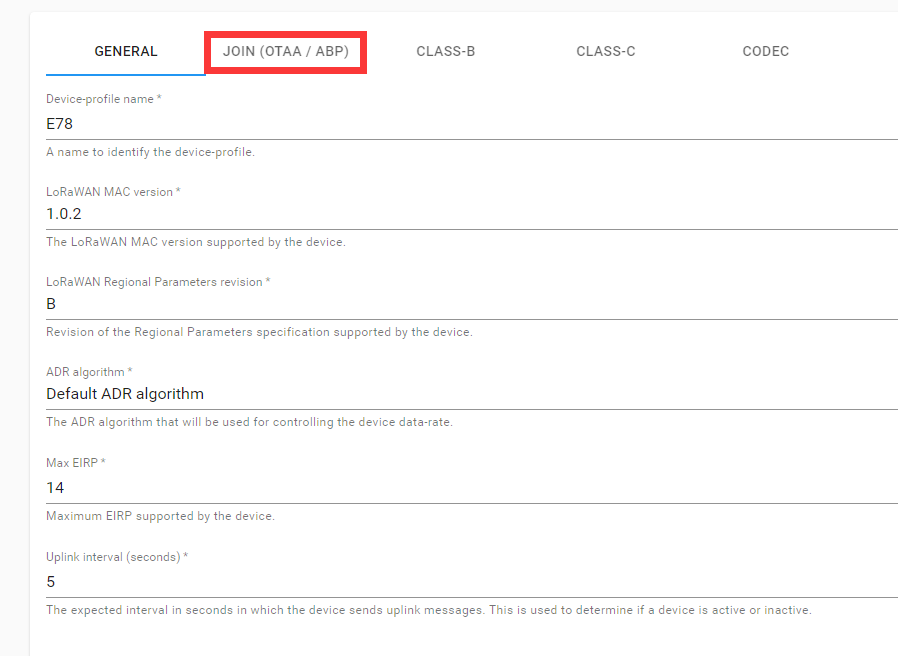 GENERAL JOIN (OTAA / ABP) CLASS-B CLASS-C CODEC
Device-profile name *
E78
A name to identify the device-profile.
LoRaWAN MAC version *
1.0.2
The LoRaWAN MAC version supported by the device.
LoRaWAN Regional Parameters revision *
B
Revision of the Regional Parameters specification supported by the device.
ADR algorithm *
Default ADR algorithm
The ADR algorithm that will be used for controlling the device data-rate.
Max EIRP *
14
Maximum EIRP supported by the device.
Uplink interval (seconds) *
5
The expected interval in seconds in which the device sends uplink messages. This is used to determine if a device is active or inactive.